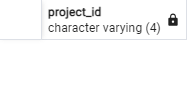 project_id
character varying (4)